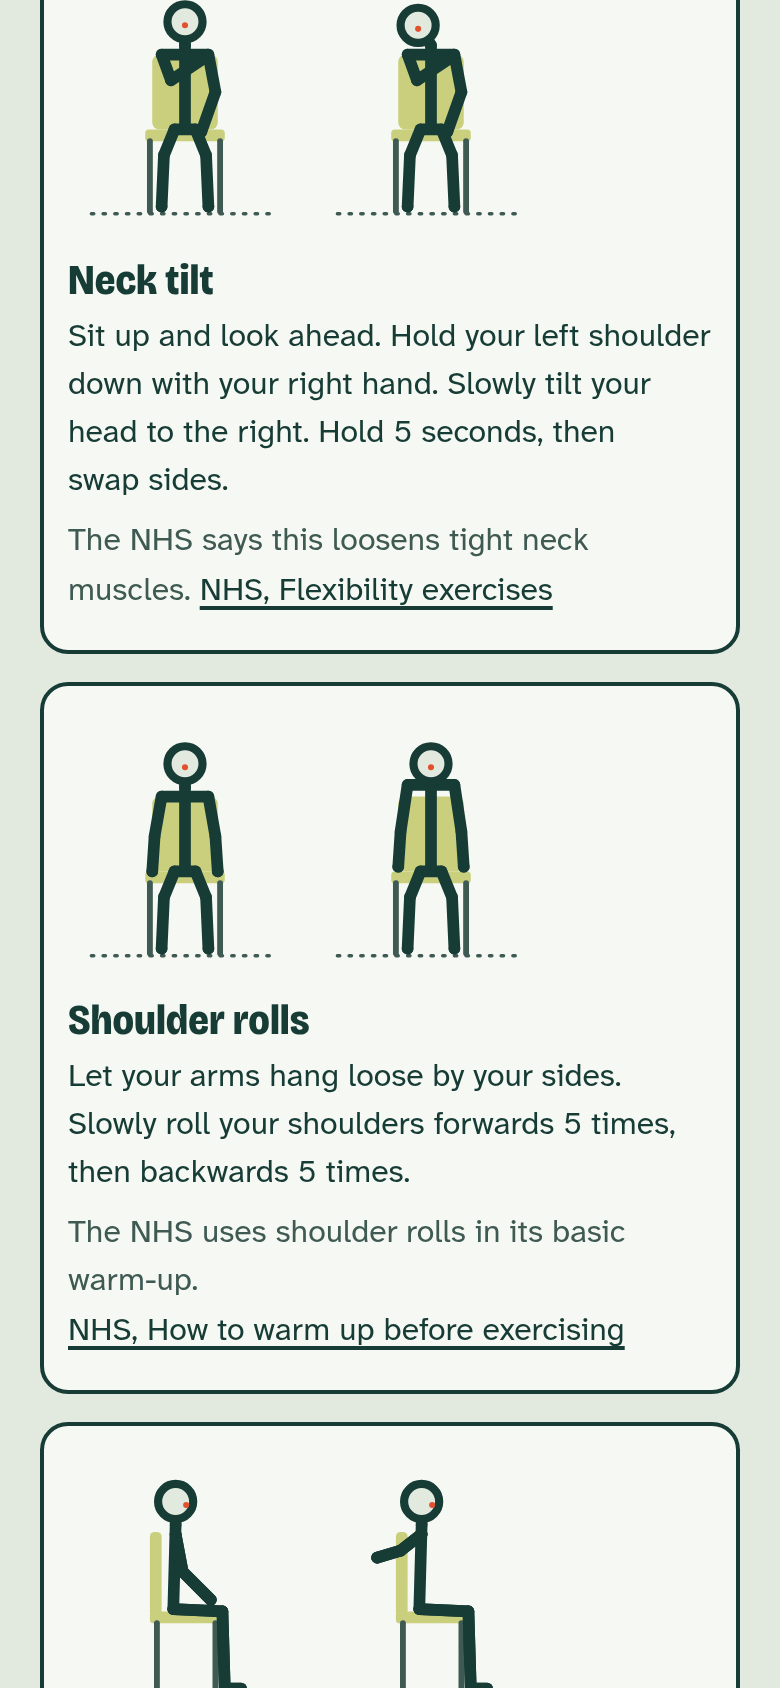 Neck tilt
Sit up and look ahead. Hold your left shoulder
down with your right hand. Slowly tilt your
head to the right. Hold 5 seconds, then
swap sides.
The NHS says this loosens tight neck
muscles. NHS, Flexibility exercises
Shoulder rolls
Let your arms hang loose by your sides.
Slowly roll your shoulders forwards 5 times,
then backwards 5 times.
The NHS uses shoulder rolls in its basic
warm-up.
NHS, How to warm up before exercising